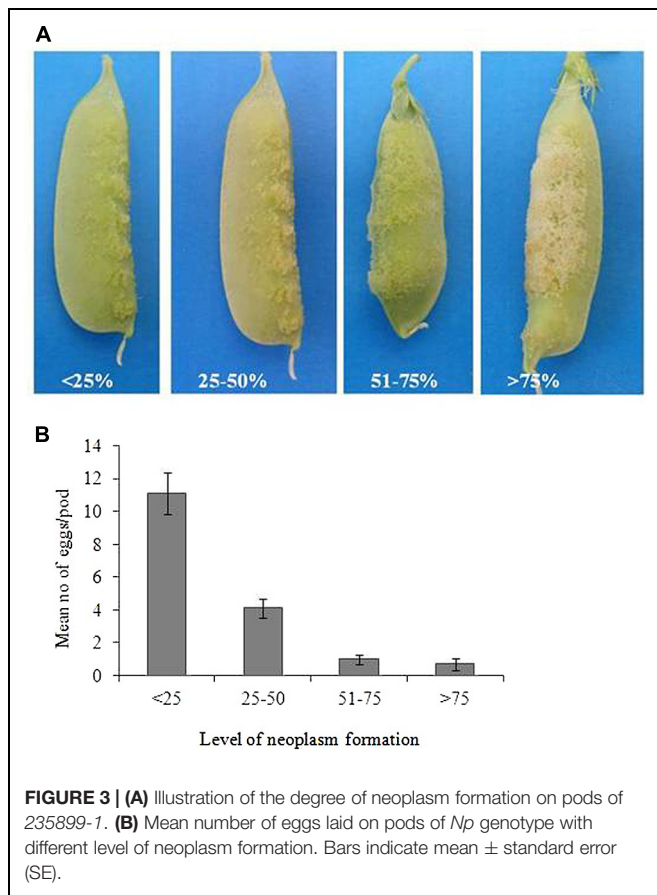 A
<25%
25-50%
51-75%
>75%
B
Mean no of eggs/pod
14
12
10
8
6
4
2
0
<25
25-50
51-75
>75
Level of neoplasm formation
FIGURE 3 | (A) Illustration of the degree of neoplasm formation on pods of
235899-1. (B) Mean number of eggs laid on pods of Np genotype with
different level of neoplasm formation. Bars indicate mean ± standard error
(SE).